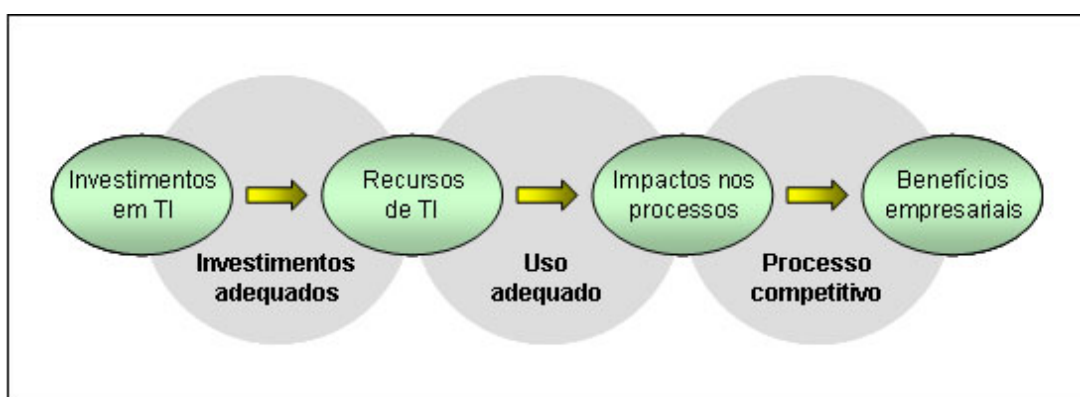 Investimentos
em TI
Recursos
de TI
Impactos nos
processos
Benefícios
empresariais
Investimentos
adequados
Uso
adequado
Processo
competitivo